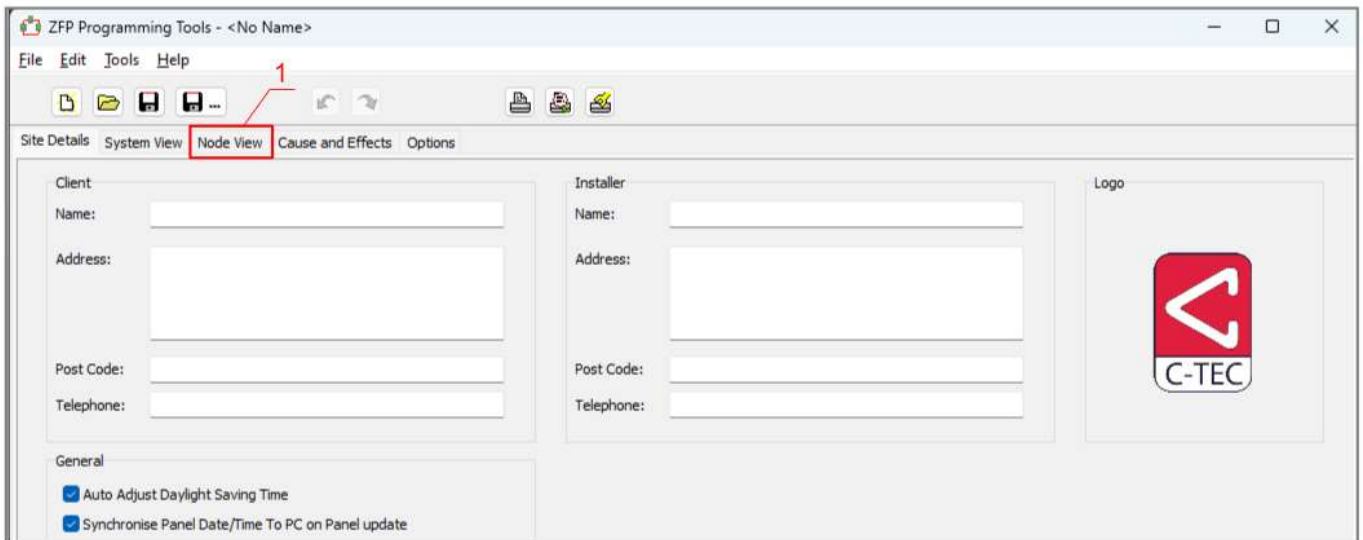 ZFP Programming Tools - <No Name>
File Edit Tools Help
1
...
Site Details System View Node View Cause and Effects Options
Client
Name:
Address:
Post Code:
Telephone:
Installer
Name:
Address:
Post Code:
Telephone:
Logo
C-TEC
General
Auto Adjust Daylight Saving Time
Synchronise Panel Date/Time To PC on Panel update